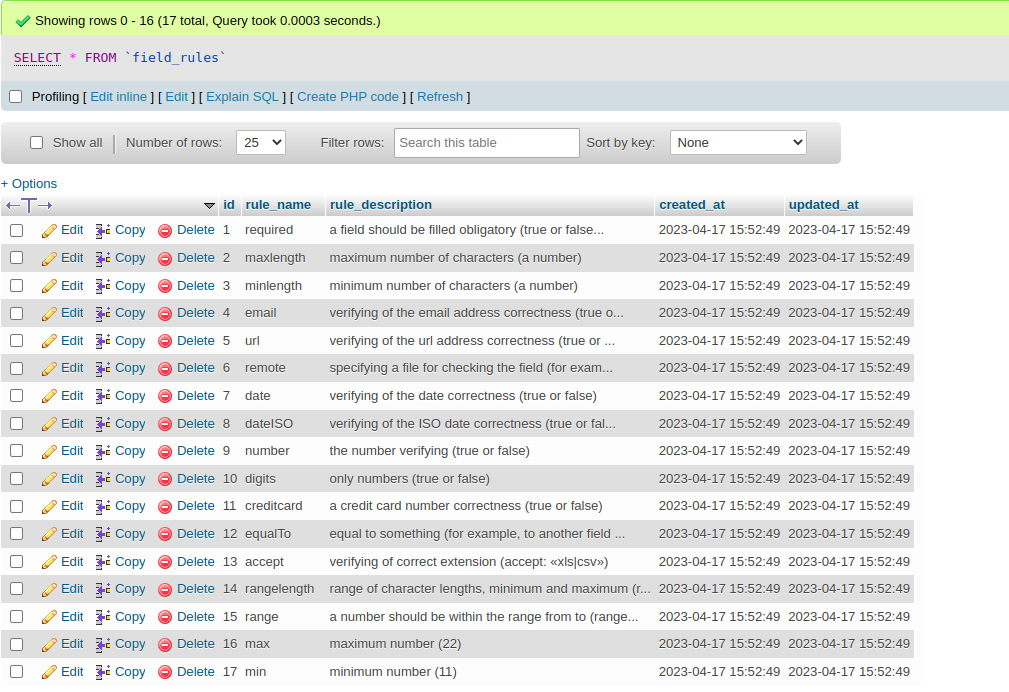 Showing rows 0 - 16 (17 total, Query took 0.0003 seconds.)
SELECT * FROM `field_rules`
Profiling [ Edit inline ] [ Edit ] [ Explain SQL ] [ Create PHP code ] [ Refresh ]
Show all Number of rows: 25 Filter rows: Search this table Sort by key: None
+ Options
id rule_name rule_description created_at updated_at
Edit Copy Delete 1 required a field should be filled obligatory (true or false... 2023-04-17 15:52:49 2023-04-17 15:52:49
Edit Copy Delete 2 maxlength maximum number of characters (a number) 2023-04-17 15:52:49 2023-04-17 15:52:49
Edit Copy Delete 3 minlength minimum number of characters (a number) 2023-04-17 15:52:49 2023-04-17 15:52:49
Edit Copy Delete 4 email verifying of the email address correctness (true o... 2023-04-17 15:52:49 2023-04-17 15:52:49
Edit Copy Delete 5 url verifying of the url address correctness (true or ... 2023-04-17 15:52:49 2023-04-17 15:52:49
Edit Copy Delete 6 remote specifying a file for checking the field (for exam... 2023-04-17 15:52:49 2023-04-17 15:52:49
Edit Copy Delete 7 date verifying of the date correctness (true or false) 2023-04-17 15:52:49 2023-04-17 15:52:49
Edit Copy Delete 8 dateISO verifying of the ISO date correctness (true or fal... 2023-04-17 15:52:49 2023-04-17 15:52:49
Edit Copy Delete 9 number the number verifying (true or false) 2023-04-17 15:52:49 2023-04-17 15:52:49
Edit Copy Delete 10 digits only numbers (true or false) 2023-04-17 15:52:49 2023-04-17 15:52:49
Edit Copy Delete 11 creditcard a credit card number correctness (true or false) 2023-04-17 15:52:49 2023-04-17 15:52:49
Edit Copy Delete 12 equalTo equal to something (for example, to another field ... 2023-04-17 15:52:49 2023-04-17 15:52:49
Edit Copy Delete 13 accept verifying of correct extension (accept: «xls|csv») 2023-04-17 15:52:49 2023-04-17 15:52:49
Edit Copy Delete 14 rangelength range of character lengths, minimum and maximum (r... 2023-04-17 15:52:49 2023-04-17 15:52:49
Edit Copy Delete 15 range a number should be within the range from to (range... 2023-04-17 15:52:49 2023-04-17 15:52:49
Edit Copy Delete 16 max maximum number (22) 2023-04-17 15:52:49 2023-04-17 15:52:49
Edit Copy Delete 17 min minimum number (11) 2023-04-17 15:52:49 2023-04-17 15:52:49